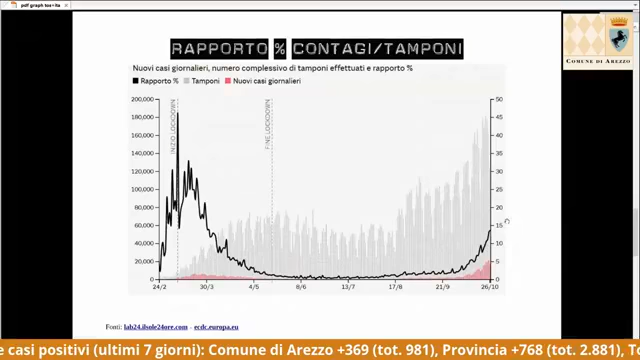 pdf graph toa+ita
RAPPORTO % CONTAGI/TAMPONI
COMUNE DI AREZZO
Nuovi casi giornalieri, numero complessivo di tamponi effettuati e rapporto %
Rapporto % Tamponi Nuovi casi giornalieri
200,000
180,000
160,000
140,000
120,000
100,000
80,000
60,000
40,000
20,000
0
INIZIO LOCKDOWN
FINE LOCKDOWN
50
45
40
35
30
25
20
15
10
5
0
24/2 30/3 4/5 8/6 13/7 17/8 21/9 26/10
Fonti: lab24.ilsole24ore.com - ecdc.europa.eu
e casi positivi (ultimi 7 giorni): Comune di Arezzo +369 (tot. 981), Provincia +768 (tot. 2.881), To